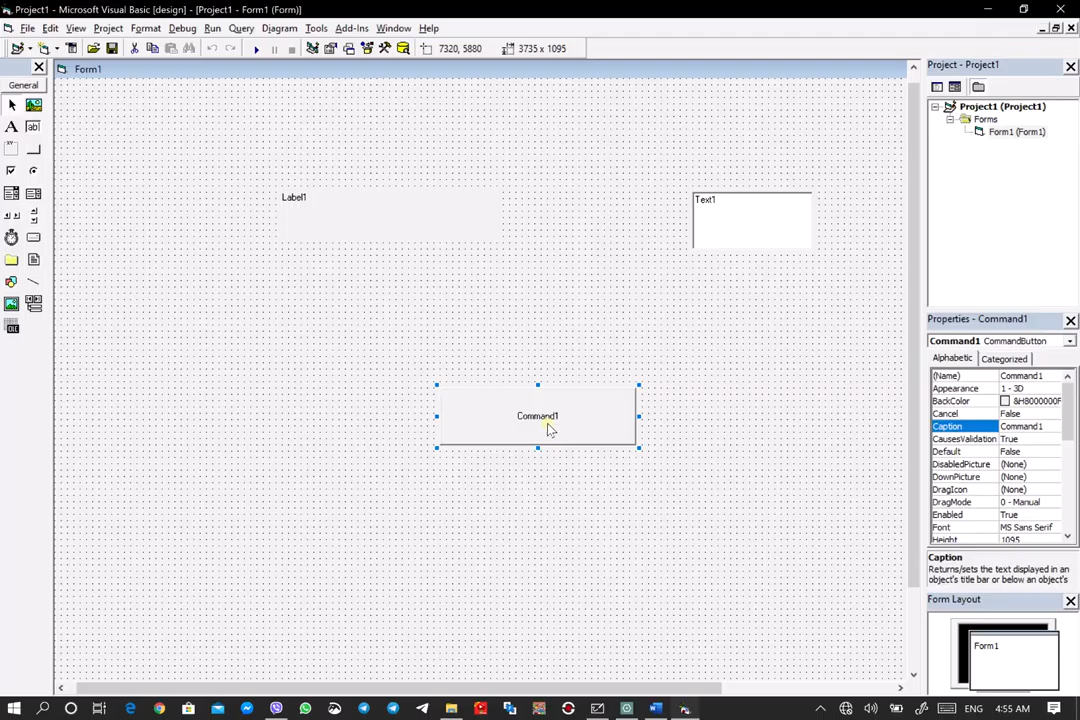 Project1 - Microsoft Visual Basic [design] - [Project1 - Form1 (Form)]
File Edit View Project Format Debug Run Query Diagram Tools Add-Ins Window Help
7320, 5880 3735 x 1095
General
Form1
A ab|
XY
Label1
Text1
Command1
OLE
Project - Project1
Project1 (Project1)
Forms
Form1 (Form1)
Properties - Command1
Command1 CommandButton
Alphabetic Categorized
(Name) Command1
Appearance 1 - 3D
BackColor &H8000000F
Cancel False
Caption Command1
CausesValidation True
Default False
DisabledPicture (None)
DownPicture (None)
DragIcon (None)
DragMode 0 - Manual
Enabled True
Font MS Sans Serif
Height 1095
Caption
Returns/sets the text displayed in an
object's title bar or below an object's
Form Layout
Form1
ENG 4:55 AM